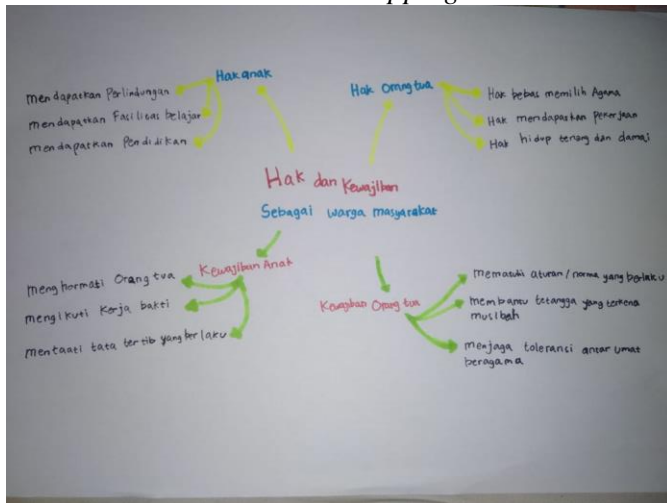 Hak anak
mendapatkan Perlindungan
mendapatkan Fasilitas belajar
mendapatkan Pendidikan
Hak Orang tua
Hak bebas memilih Agama
Hak mendapatkan Pekerjaan
Hak hidup tenang dan damai
Hak dan Kewajiban
Sebagai warga masyarakat
Kewajiban Anak
menghormati Orang tua
mengikuti Kerja bakti
mentaati tata tertib yang berlaku
Kewajiban Orang tua
mematuhi aturan/norma yang berlaku
membantu tetangga yang terkena
musibah
menjaga toleransi antar umat
beragama